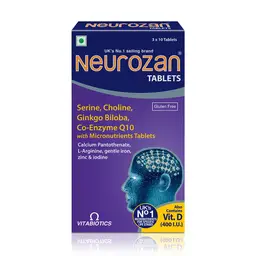 3 x 10 Tablets
UK's No.1 selling brand
NEUROZAN
TABLETS
Gluten Free
Serine, Choline,
Ginkgo Biloba,
Co-Enzyme Q10
with Micronutrients Tablets
Calcium Pantothenate,
L-Arginine, gentle iron,
zinc & iodine
UK's
No1
Also
Contains
Vit. D
(400 I.U.)
VITABIOTICS